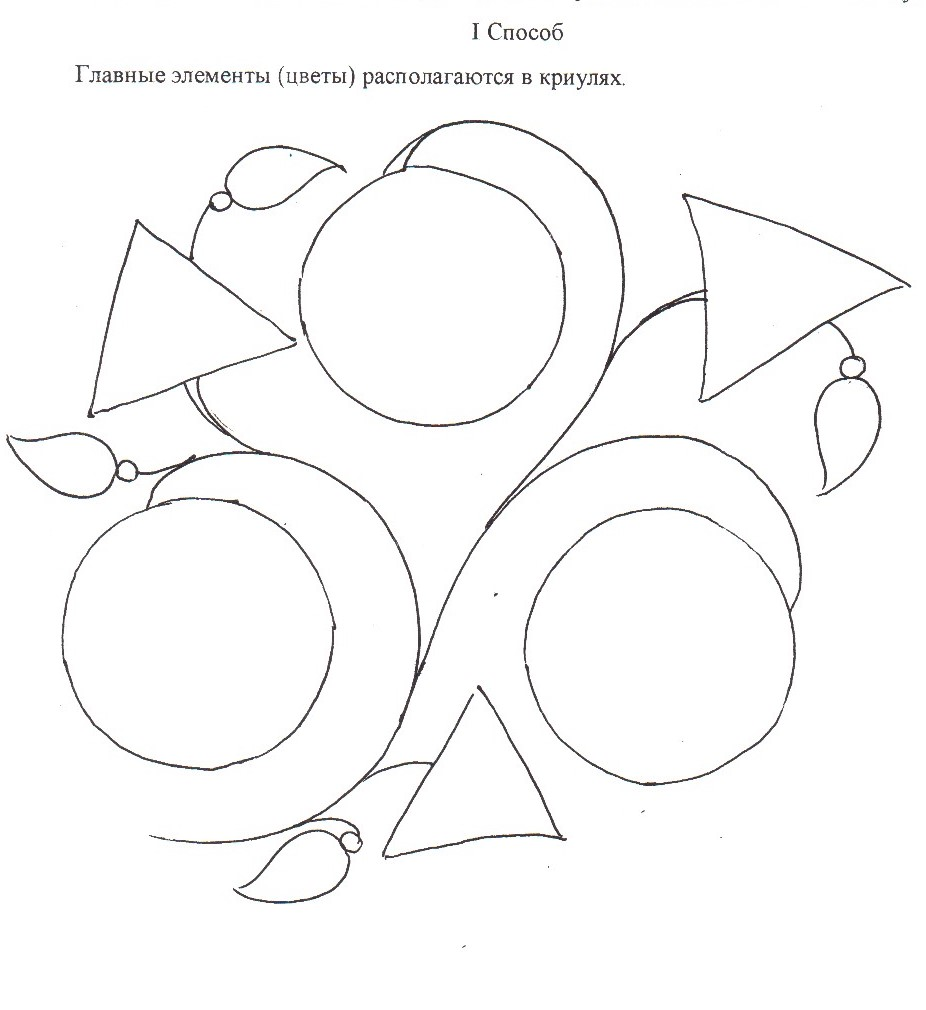 I Способ
Главные элементы (цветы) располагаются в криулях.